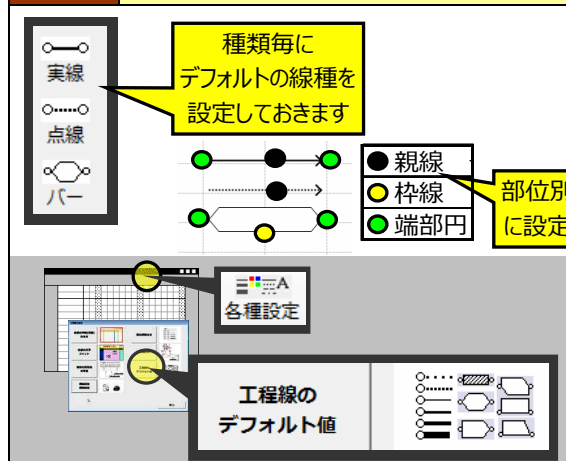 実線
点線
バー
種類毎に
デフォルトの線種を
設定しておきます
親線
枠線
端部円
部位別
に設定
各種設定
工程線の
デフォルト値